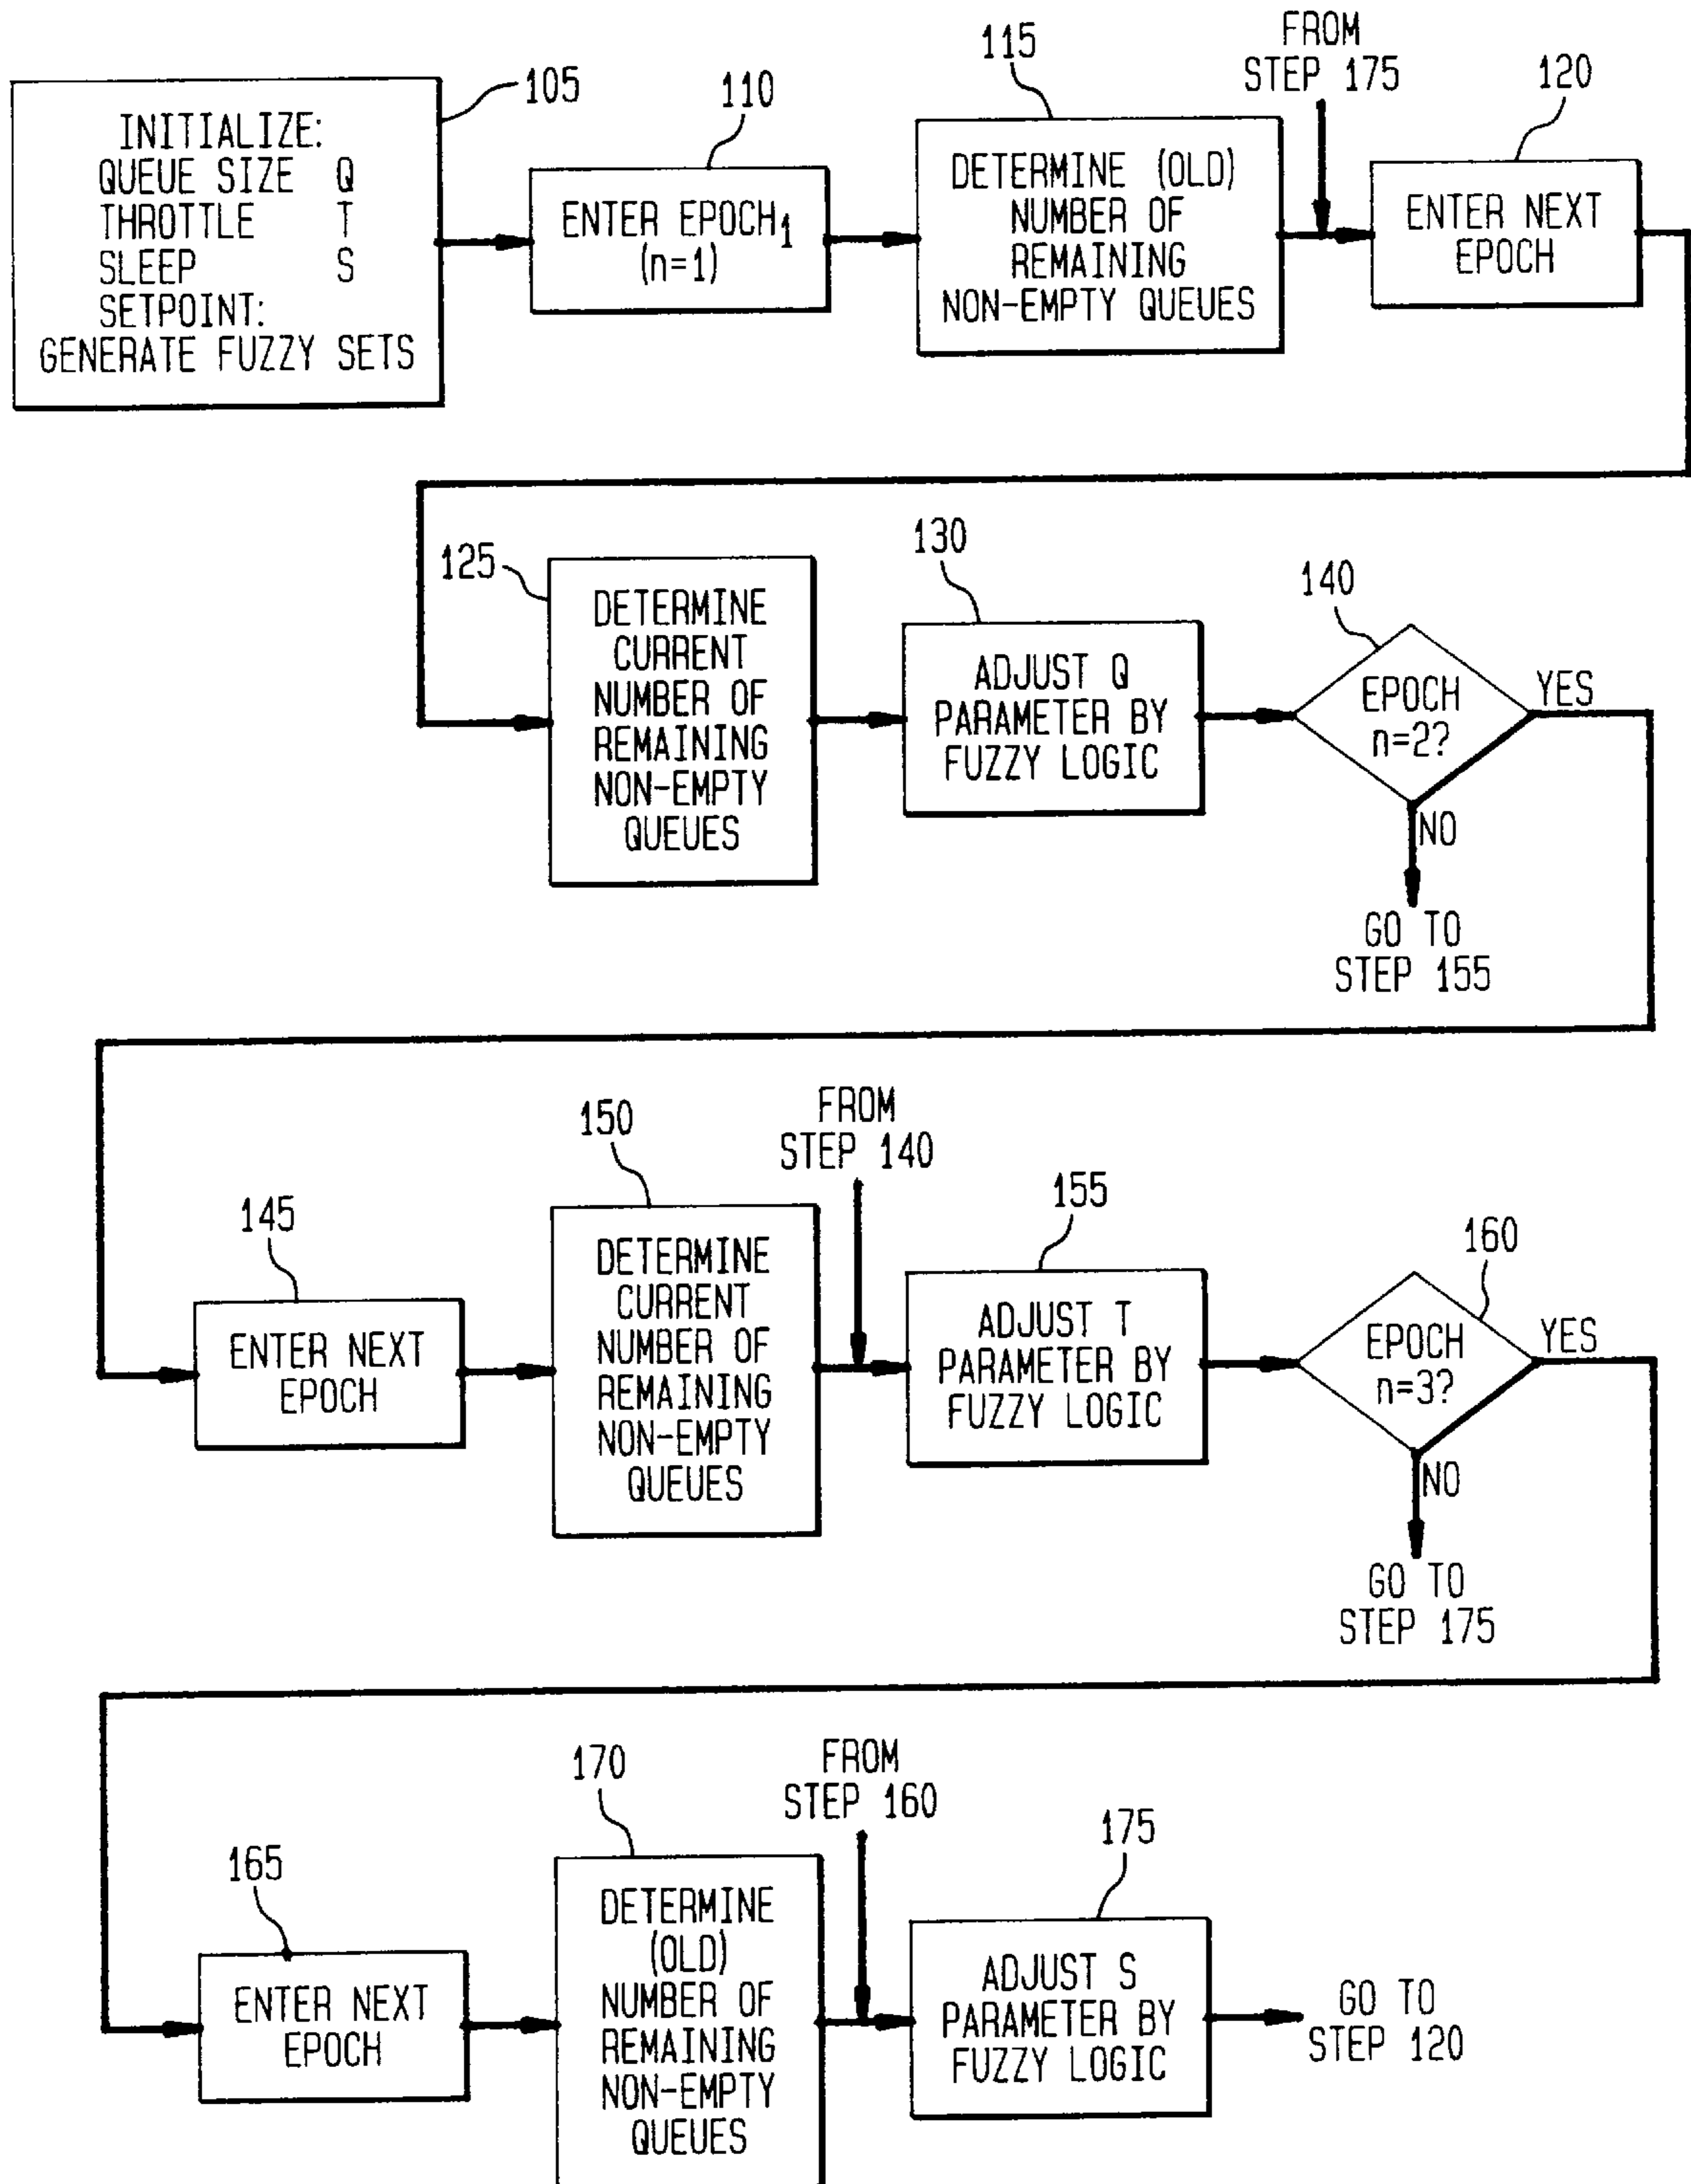 105
INITIALIZE:
QUEUE SIZE Q
THROTTLE T
SLEEP S
SETPOINT:
GENERATE FUZZY SETS
110
ENTER EPOCH1
(n=1)
115
DETERMINE (OLD)
NUMBER OF
REMAINING
NON-EMPTY QUEUES
FROM
STEP 175
120
ENTER NEXT
EPOCH
125
DETERMINE
CURRENT
NUMBER OF
REMAINING
NON-EMPTY
QUEUES
130
ADJUST Q
PARAMETER BY
FUZZY LOGIC
140
EPOCH
n=2?
YES
NO
GO TO
STEP 155
145
ENTER NEXT
EPOCH
150
DETERMINE
CURRENT
NUMBER OF
REMAINING
NON-EMPTY
QUEUES
FROM
STEP 140
155
ADJUST T
PARAMETER BY
FUZZY LOGIC
160
EPOCH
n=3?
YES
NO
GO TO
STEP 175
165
ENTER NEXT
EPOCH
170
DETERMINE
(OLD)
NUMBER OF
REMAINING
NON-EMPTY
QUEUES
FROM
STEP 160
175
ADJUST S
PARAMETER BY
FUZZY LOGIC
GO TO
STEP 120